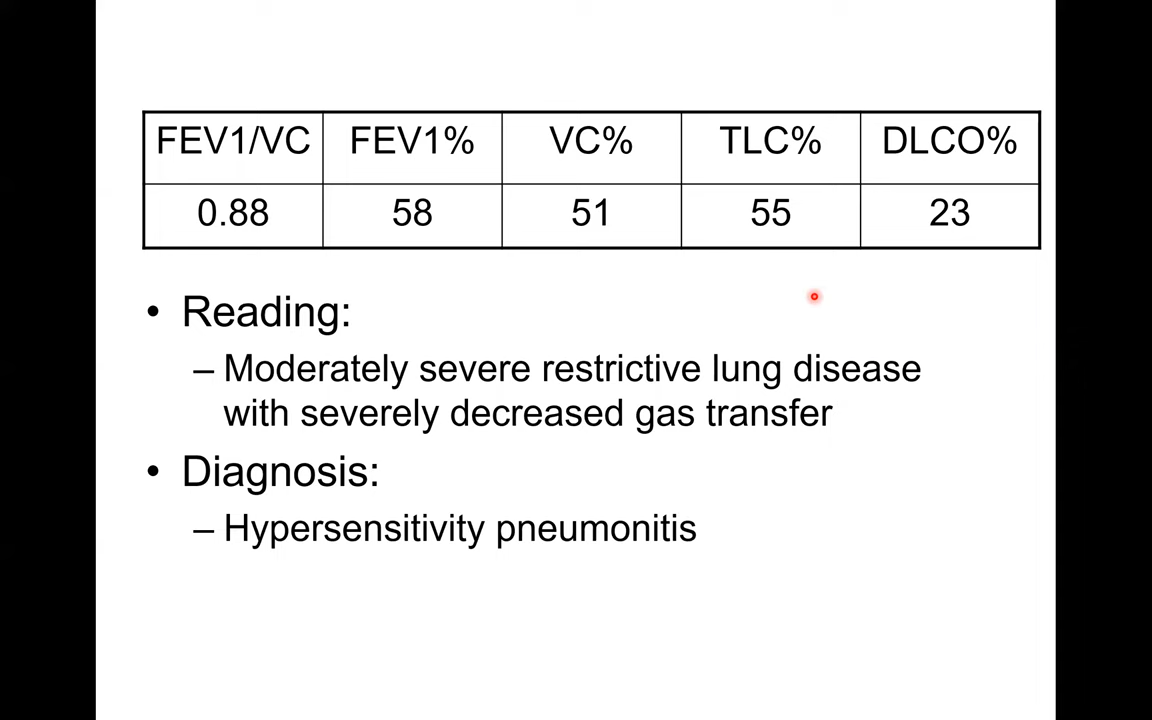 FEV1/VC FEV1% VC% TLC% DLCO%
0.88 58 51 55 23
• Reading:
– Moderately severe restrictive lung disease
with severely decreased gas transfer
• Diagnosis:
– Hypersensitivity pneumonitis